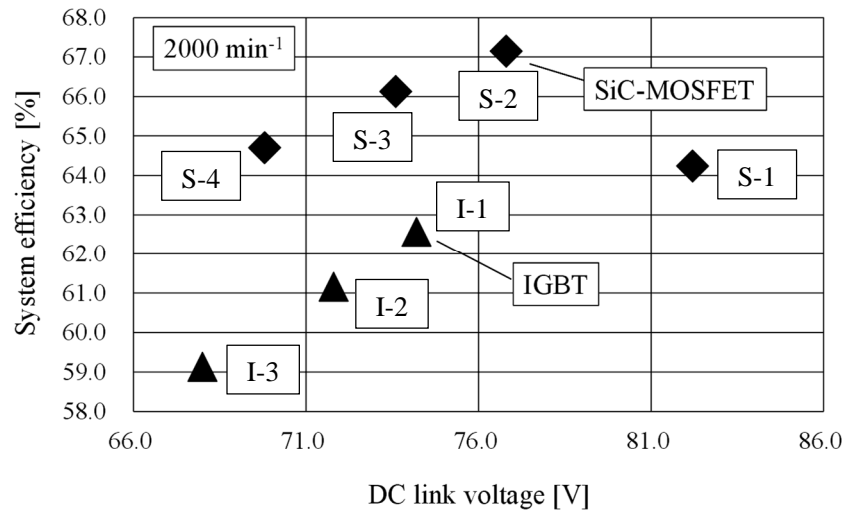 68.0
67.0
66.0
65.0
64.0
63.0
62.0
61.0
60.0
59.0
58.0
System efficiency [%]
2000 min⁻¹
S-2
SiC-MOSFET
S-3
S-4
S-1
I-1
IGBT
I-2
I-3
66.0 71.0 76.0 81.0 86.0
DC link voltage [V]